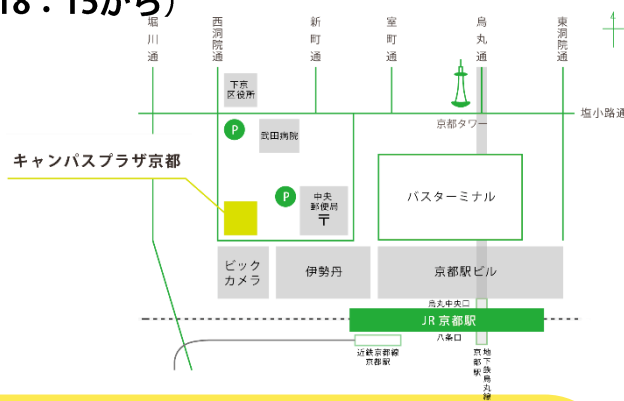 18：15から）
堀川通
西洞院通
新町通
室町通
烏丸通
東洞院通
下京
区役所
塩小路通
京都タワー
P
武田病院
キャンパスプラザ京都
P
中央
郵便局
〒
バスターミナル
ビック
カメラ
伊勢丹
京都駅ビル
烏丸中央口
JR 京都駅
八条口
近鉄京都線
京都駅
地下鉄烏丸線
京都駅